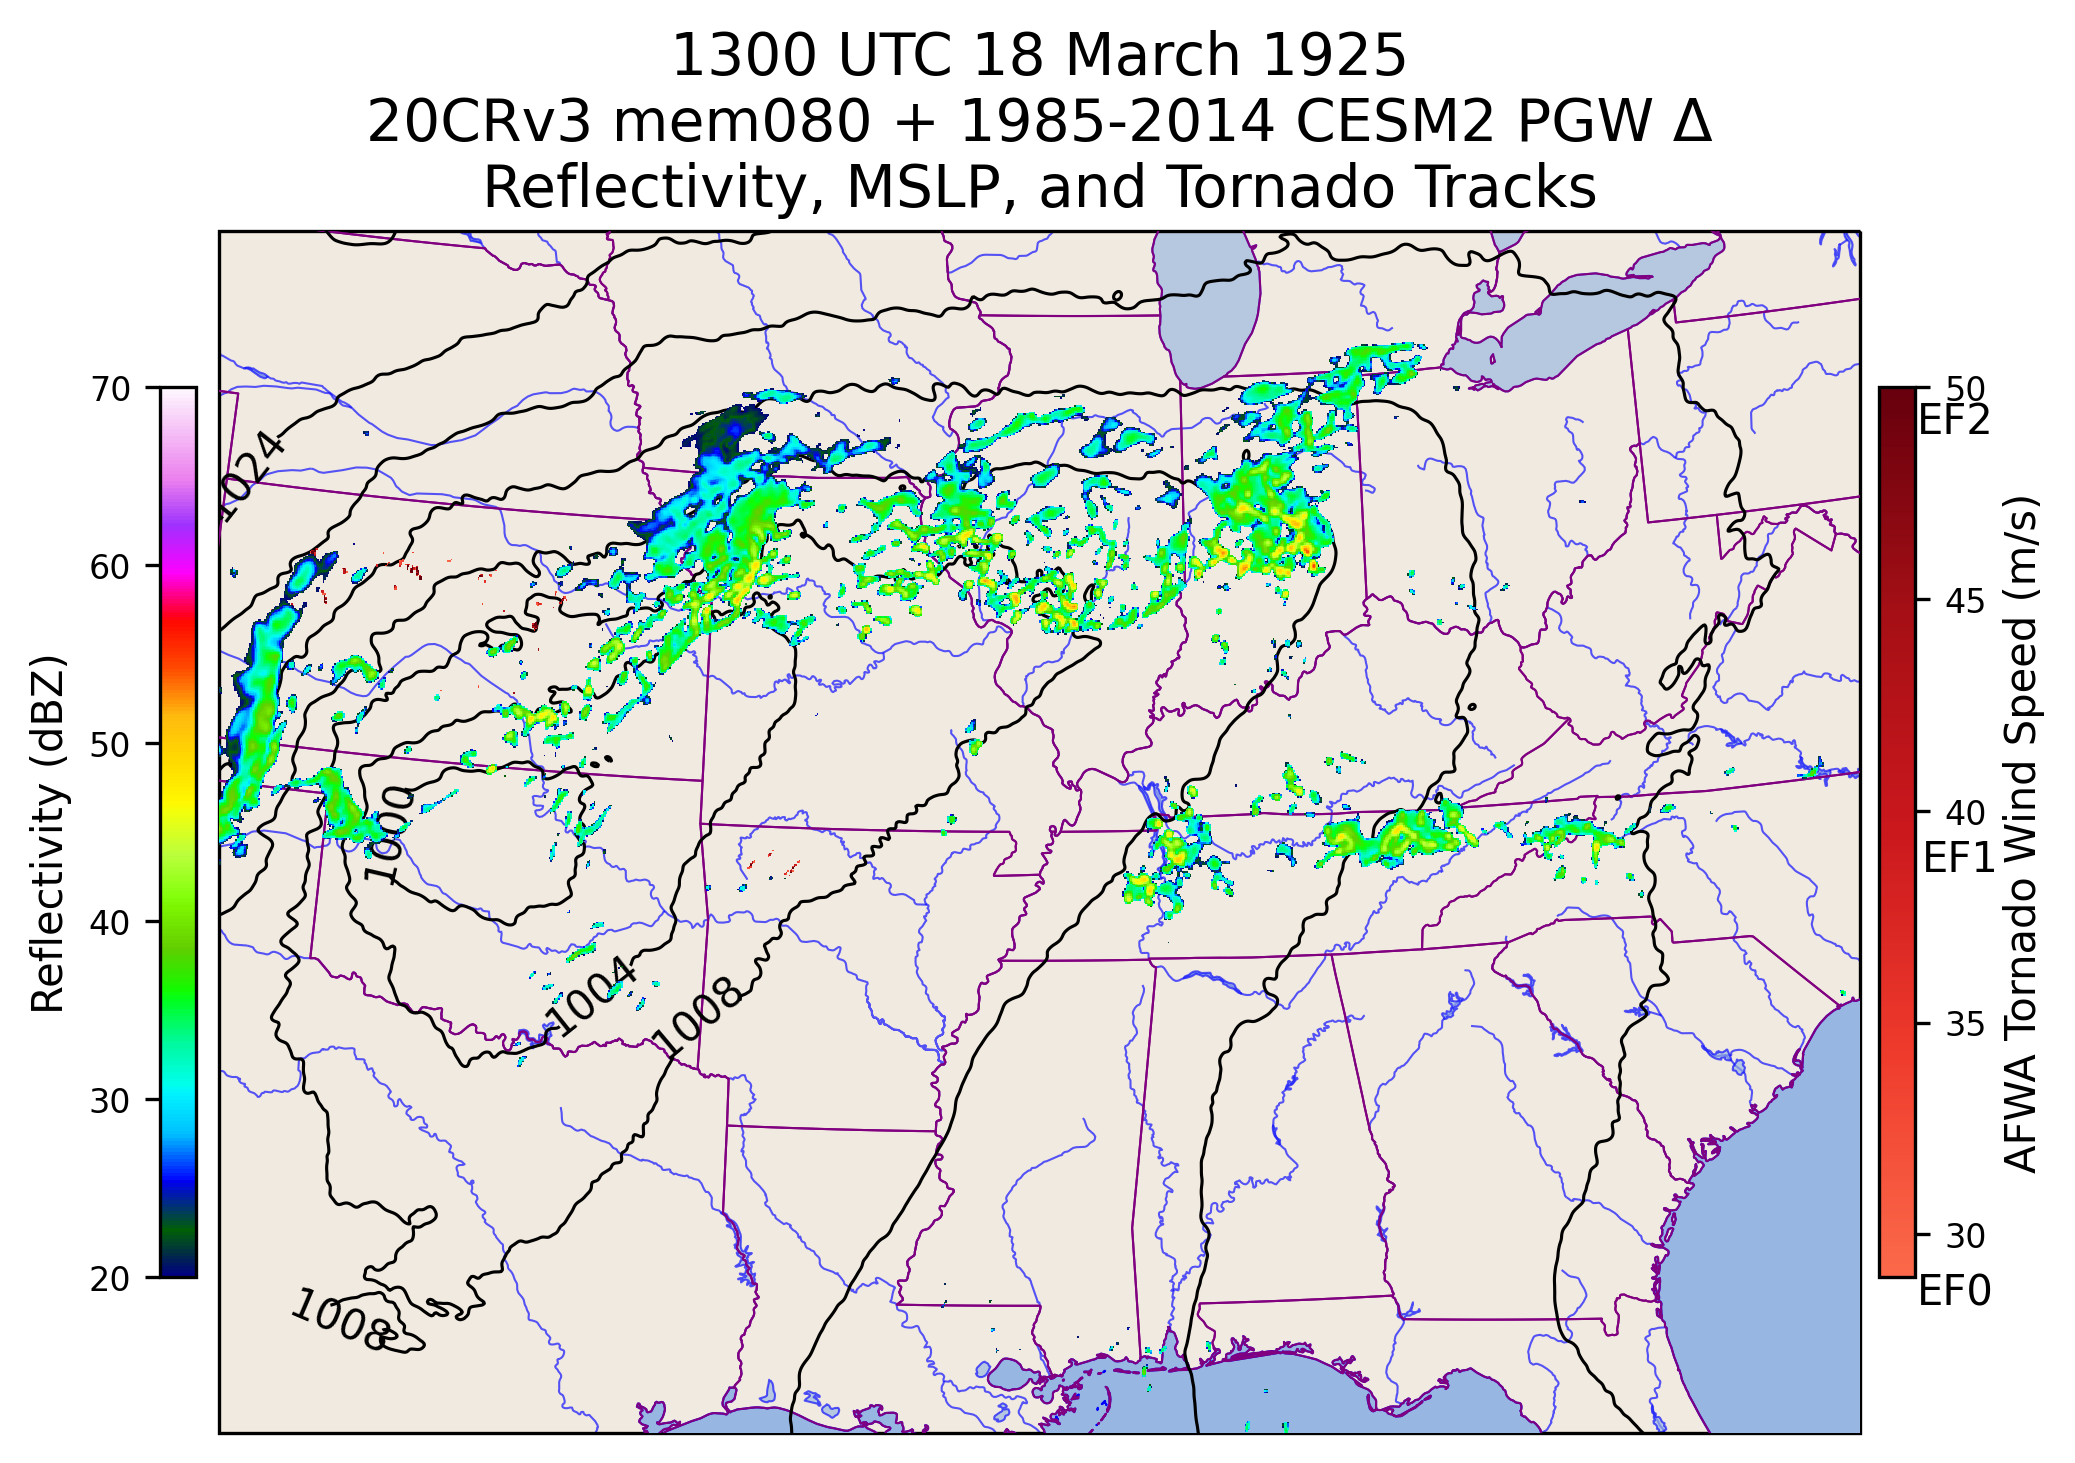 1300 UTC 18 March 1925
20CRv3 mem080 + 1985-2014 CESM2 PGW Δ
Reflectivity, MSLP, and Tornado Tracks
70
60
50
40
30
20
Reflectivity (dBZ)
1024
1000
1004
1008
1008
50
EF2
45
40
EF1
35
30
EF0
AFWA Tornado Wind Speed (m/s)